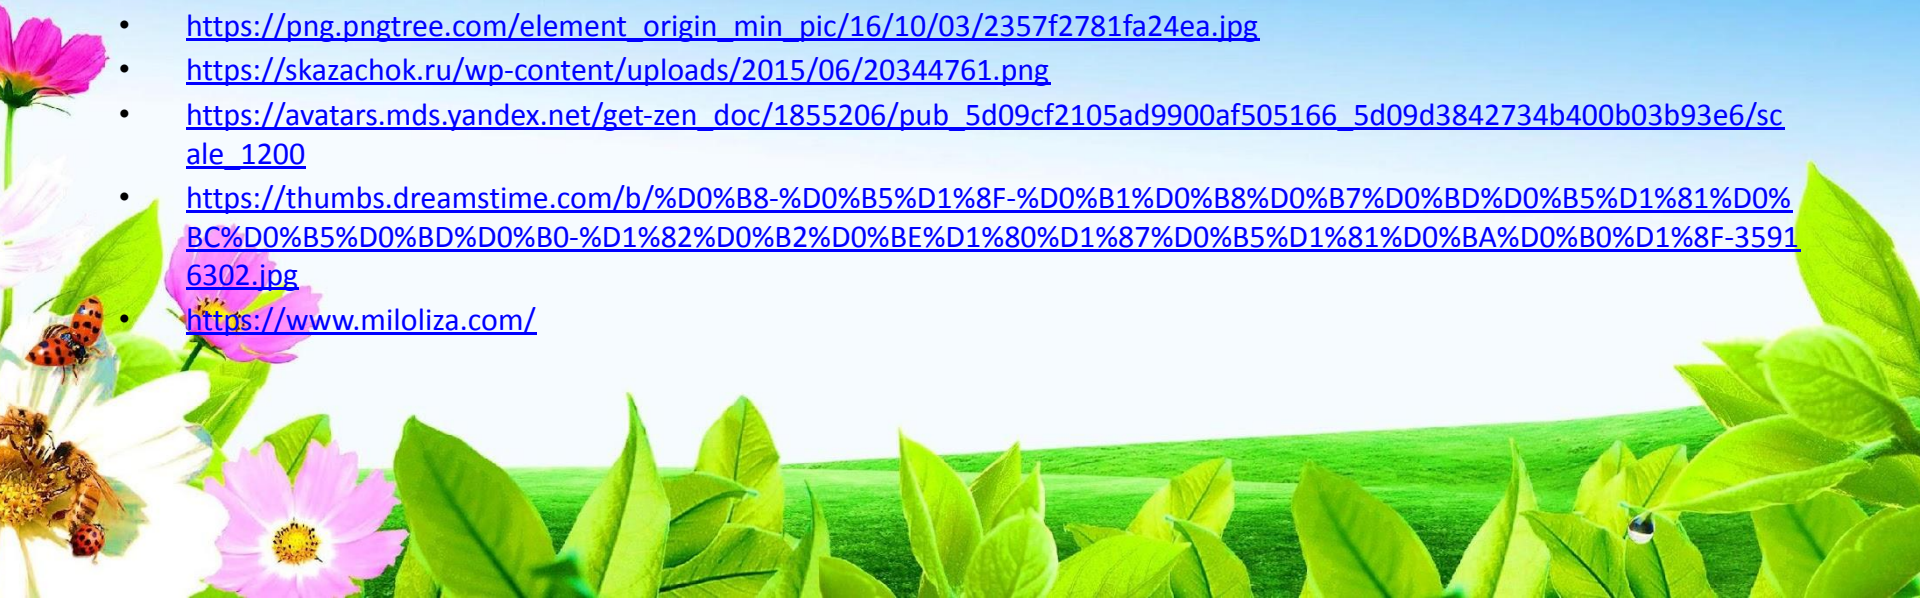 • https://png.pngtree.com/element_origin_min_pic/16/10/03/2357f2781fa24ea.jpg
• https://skazachok.ru/wp-content/uploads/2015/06/20344761.png
• https://avatars.mds.yandex.net/get-zen_doc/1855206/pub_5d09cf2105ad9900af505166_5d09d3842734b400b03b93e6/sc
ale_1200
• https://thumbs.dreamstime.com/b/%D0%B8-%D0%B5%D1%8F-%D0%B1%D0%B8%D0%B7%D0%BD%D0%B5%D1%81%D0%
BC%D0%B5%D0%BD%D0%B0-%D1%82%D0%B2%D0%BE%D1%80%D1%87%D0%B5%D1%81%D0%BA%D0%B0%D1%8F-3591
6302.jpg
• https://www.miloliza.com/